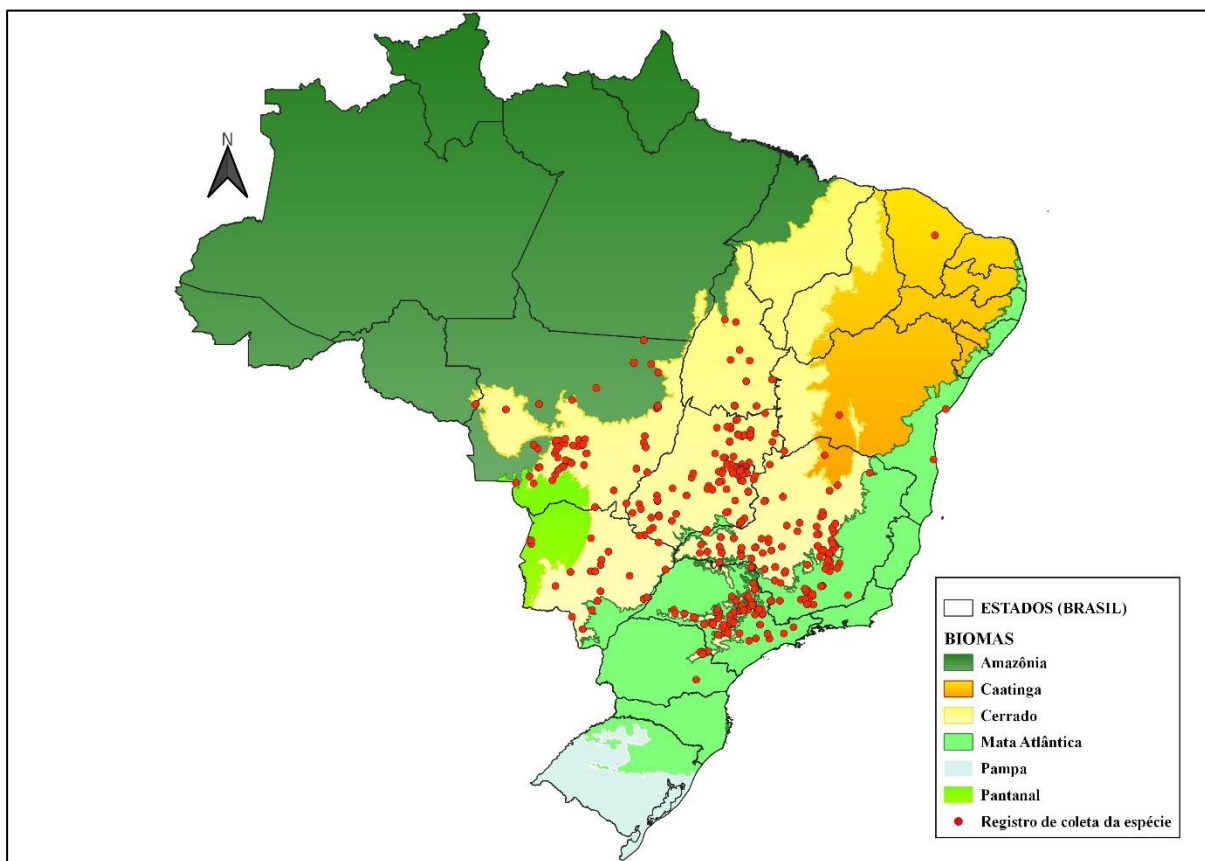 N
ESTADOS (BRASIL)
BIOMAS
Amazônia
Caatinga
Cerrado
Mata Atlântica
Pampa
Pantanal
Registro de coleta da espécie